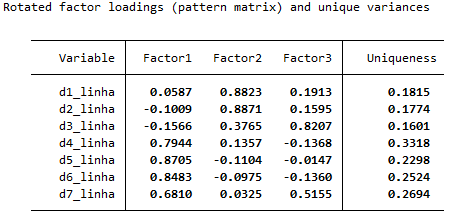 Rotated factor loadings (pattern matrix) and unique variances
Variable Factor1 Factor2 Factor3 Uniqueness
d1_linha 0.0587 0.8823 0.1913 0.1815
d2_linha -0.1009 0.8871 0.1595 0.1774
d3_linha -0.1566 0.3765 0.8207 0.1601
d4_linha 0.7944 0.1357 -0.1368 0.3318
d5_linha 0.8705 -0.1104 -0.0147 0.2298
d6_linha 0.8483 -0.0975 -0.1360 0.2524
d7_linha 0.6810 0.0325 0.5155 0.2694